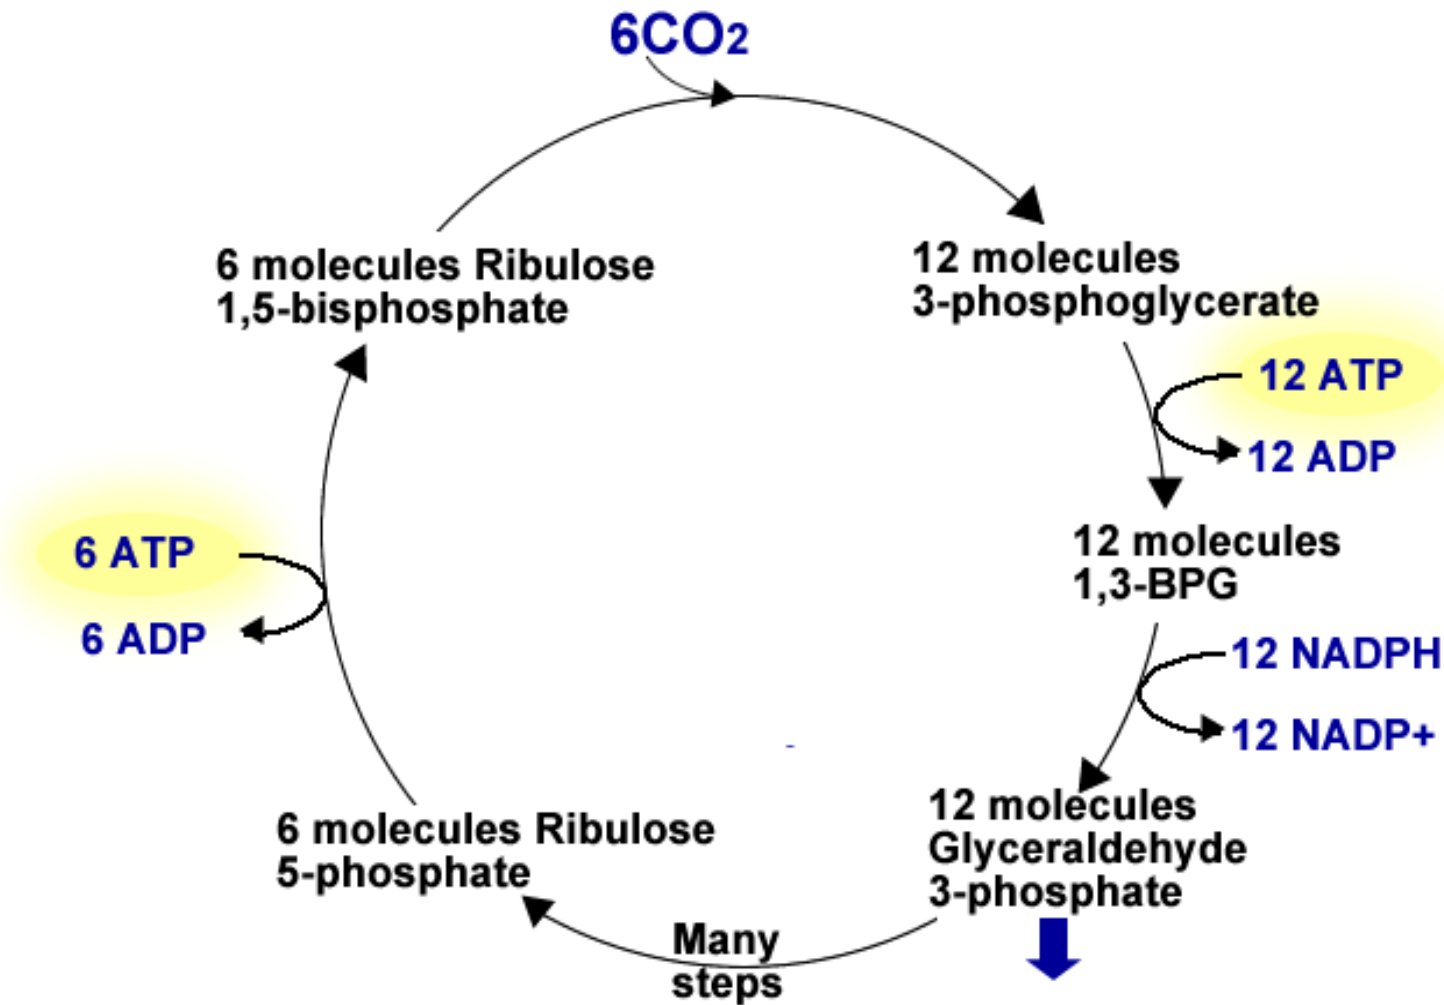 6CO2
6 molecules Ribulose
1,5-bisphosphate
12 molecules
3-phosphoglycerate
12 ATP
12 ADP
12 molecules
1,3-BPG
12 NADPH
12 NADP+
12 molecules
Glyceraldehyde
3-phosphate
Many
steps
6 molecules Ribulose
5-phosphate
6 ATP
6 ADP